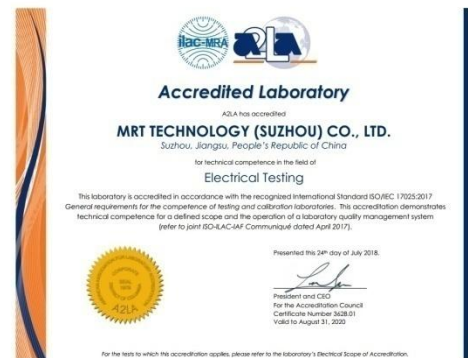 ilac-MRA
A2LA
Accredited Laboratory
A2LA has accredited
MRT TECHNOLOGY (SUZHOU) CO., LTD.
Suzhou, Jiangsu, People's Republic of China
for technical competence in the field of
Electrical Testing
This laboratory is accredited in accordance with the recognized International Standard ISO/IEC 17025:2017
General requirements for the competence of testing and calibration laboratories. This accreditation demonstrates
technical competence for a defined scope and the operation of a laboratory quality management system
(refer to joint ISO-ILAC-IAF Communiqué dated April 2017).
Presented this 24th day of July 2018.
President and CEO
For the Accreditation Council
Certificate Number 3628.01
Valid to August 31, 2020
SEAL
1978
A2LA
For the tests to which this accreditation applies, please refer to the laboratory's Electrical Scope of Accreditation.